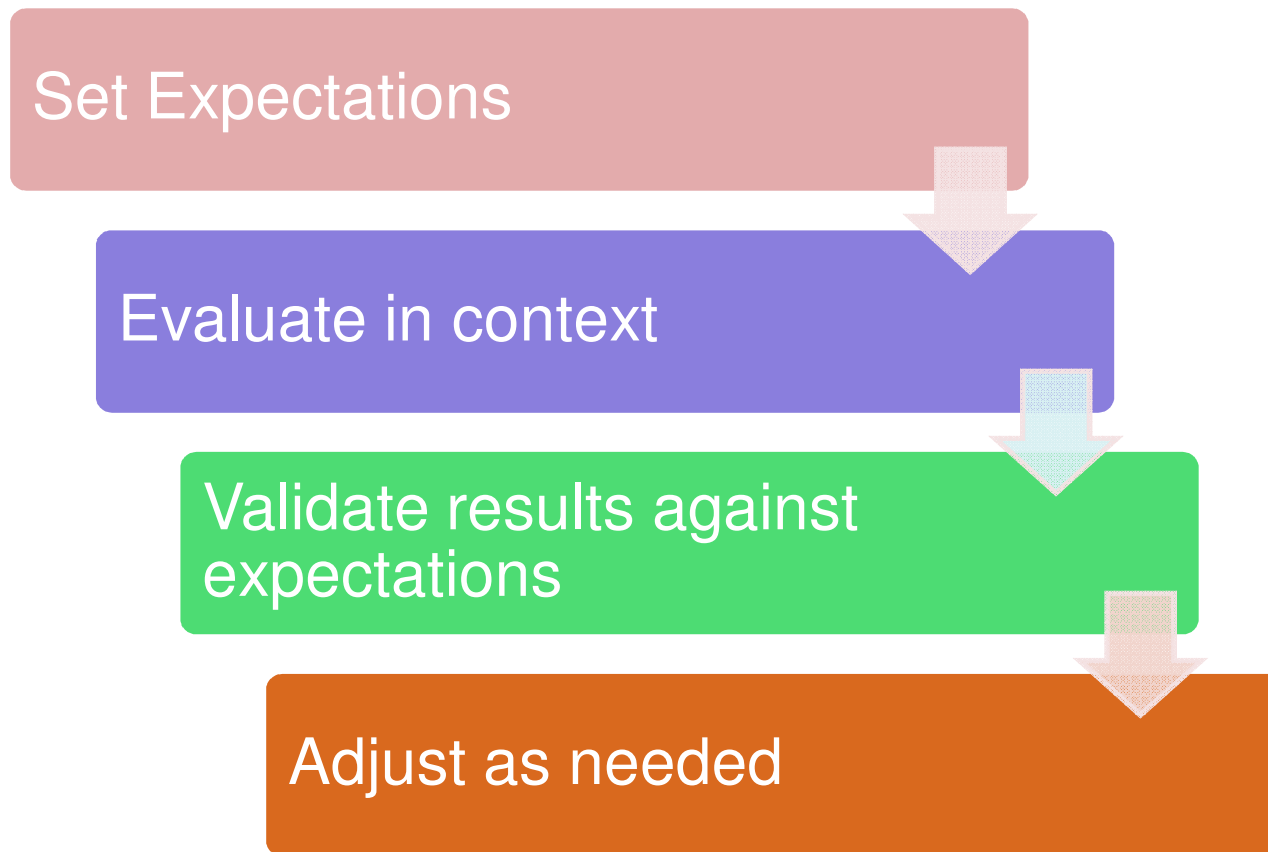 Set Expectations
Evaluate in context
Validate results against
expectations
Adjust as needed